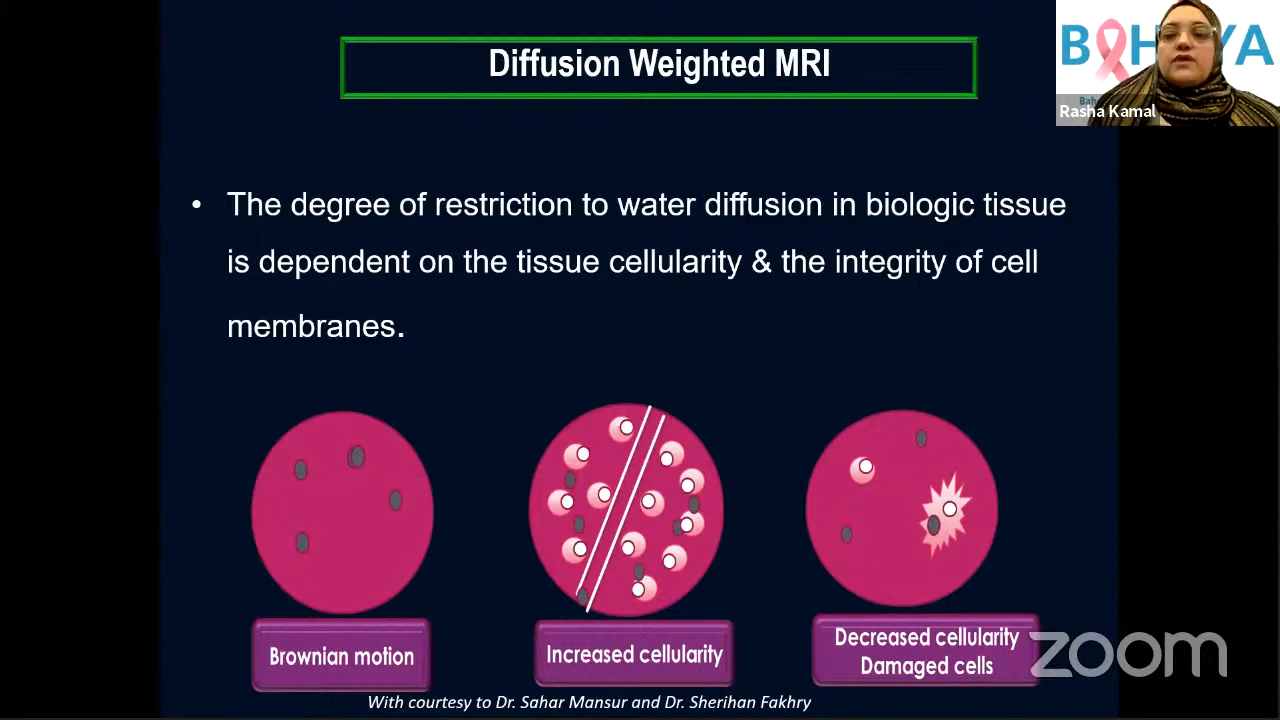 Diffusion Weighted MRI
B HEYA
Rasha Kamal
• The degree of restriction to water diffusion in biologic tissue
is dependent on the tissue cellularity & the integrity of cell
membranes.
Brownian motion
Increased cellularity
Decreased cellularity
Damaged cells
zoom
With courtesy to Dr. Sahar Mansur and Dr. Sherihan Fakhry